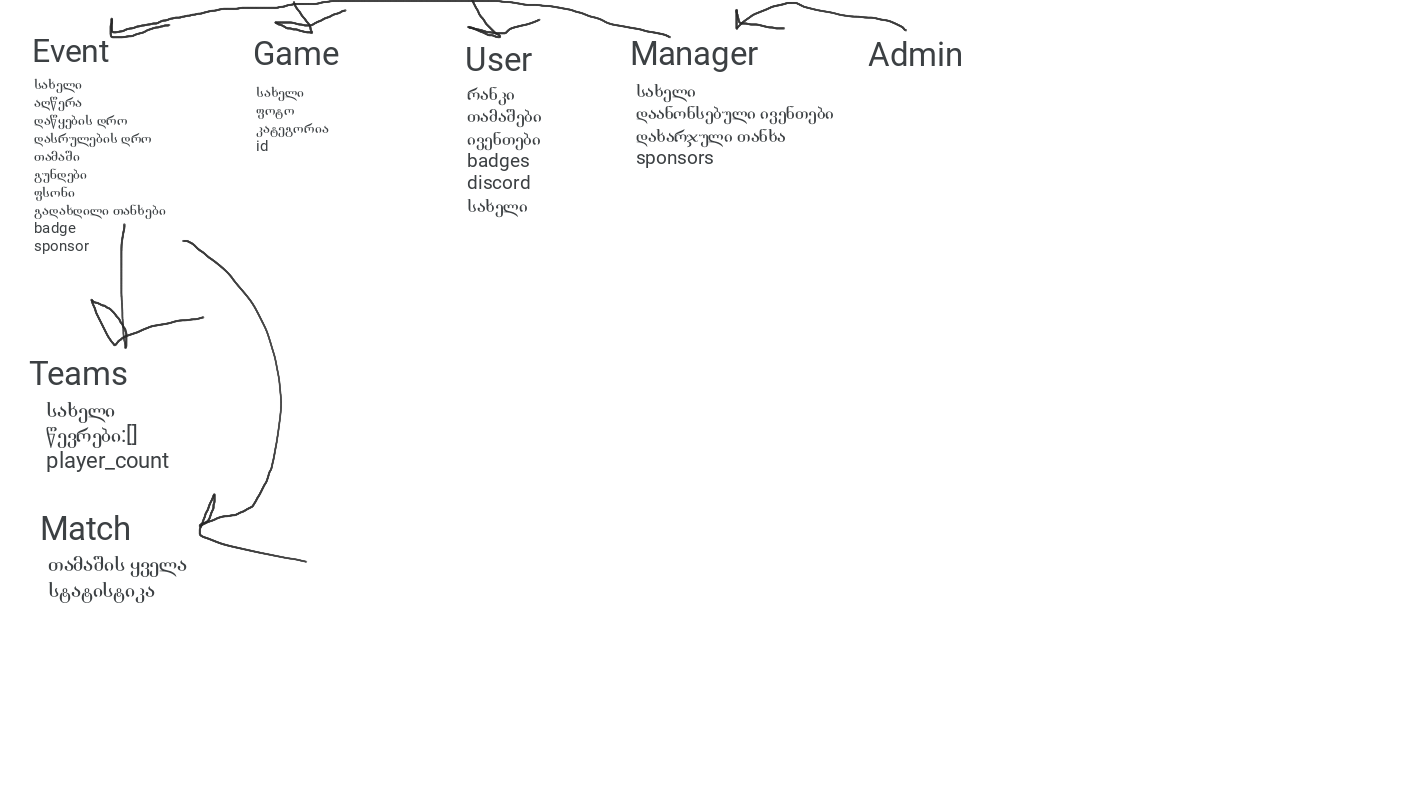 Event
სახელი
აღწერა
დაწყების დრო
დასრულების დრო
თამაში
გუნდები
ფსონი
გადახდილი თანხები
badge
sponsor
Game
სახელი
ფოტო
კატეგორია
id
User
რანკი
თამაშები
ივენთები
badges
discord
სახელი
Manager
სახელი
დაანონსებული ივენთები
დახარჯული თანხა
sponsors
Admin
Teams
სახელი
წევრები:[]
player_count
Match
თამაშის ყველა
სტატისტიკა